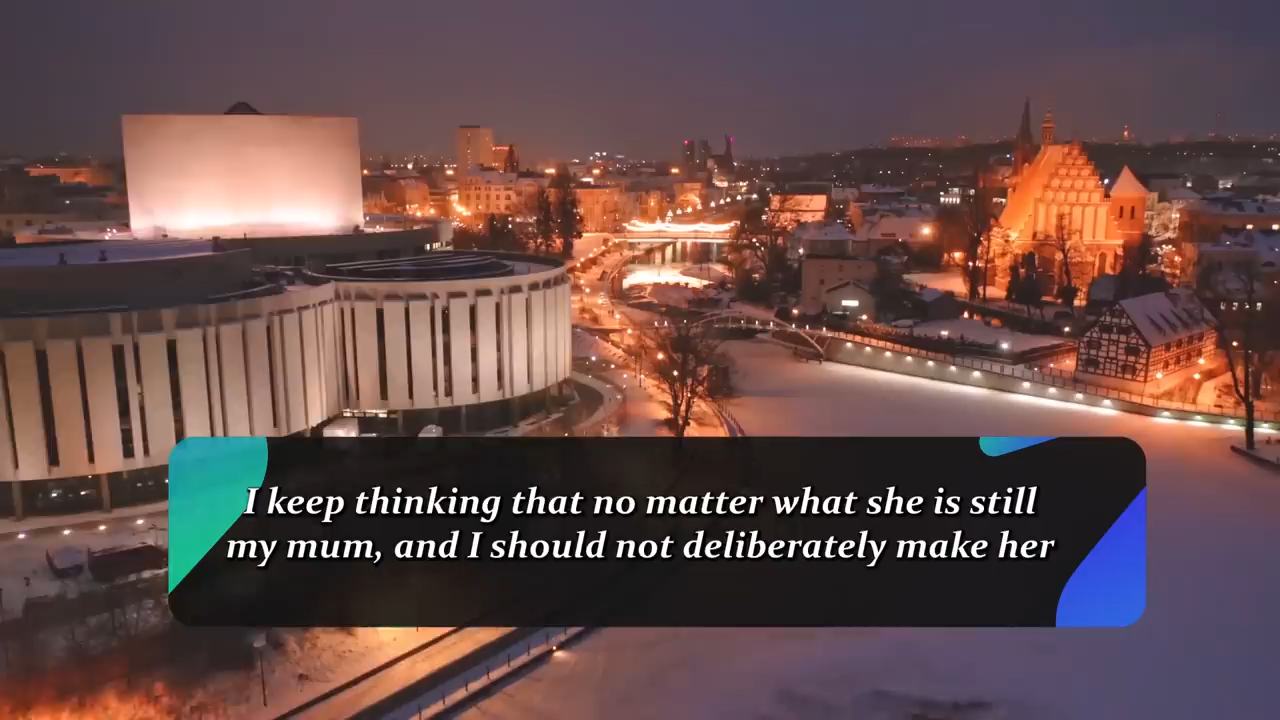 I keep thinking that no matter what she is still
my mum, and I should not deliberately make her